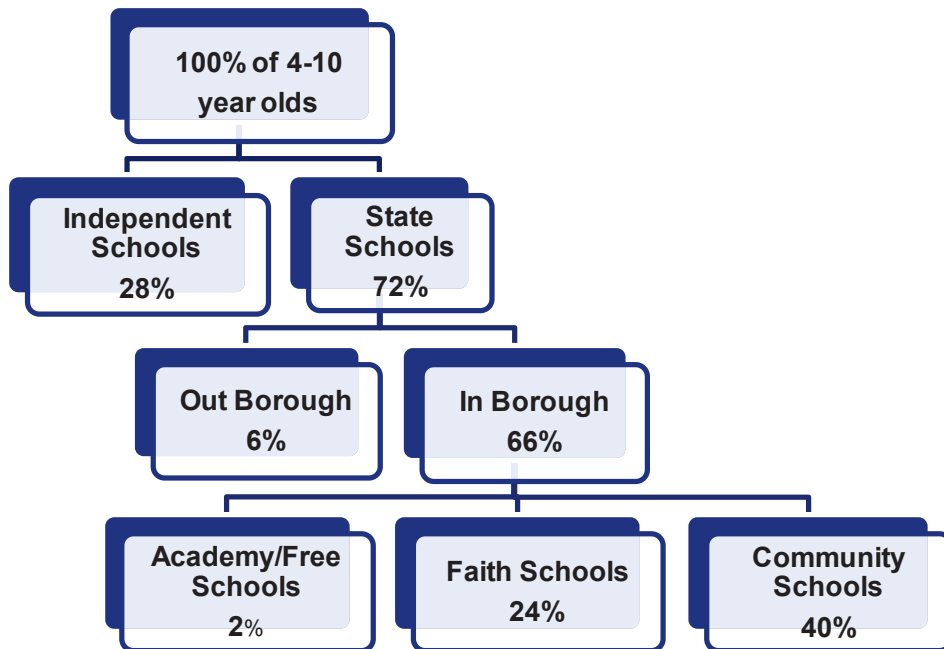 100% of 4-10
year olds
Independent
Schools
28%
State
Schools
72%
Out Borough
6%
In Borough
66%
Academy/Free
Schools
2%
Faith Schools
24%
Community
Schools
40%